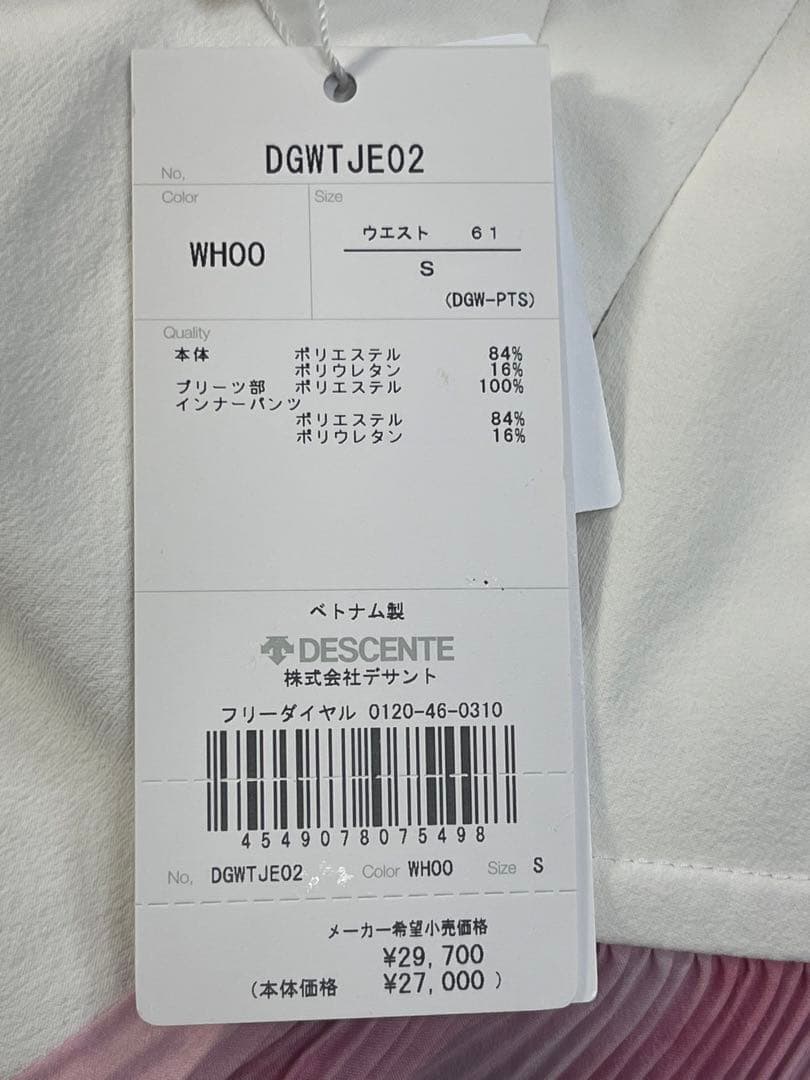 No, DGWTJE02
Color Size
WH00 ウエスト 61
S
(DGW-PTS)
Quality
本体 ポリエステル 84%
ポリウレタン 16%
プリーツ部 ポリエステル 100%
インナーパンツ
ポリエステル 84%
ポリウレタン 16%
ベトナム製
DESCENTE
株式会社デサント
フリーダイヤル 0120-46-0310
4549078075498
No, DGWTJE02 Color WH00 Size S
メーカー希望小売価格
¥29,700
(本体価格 ¥27,000)